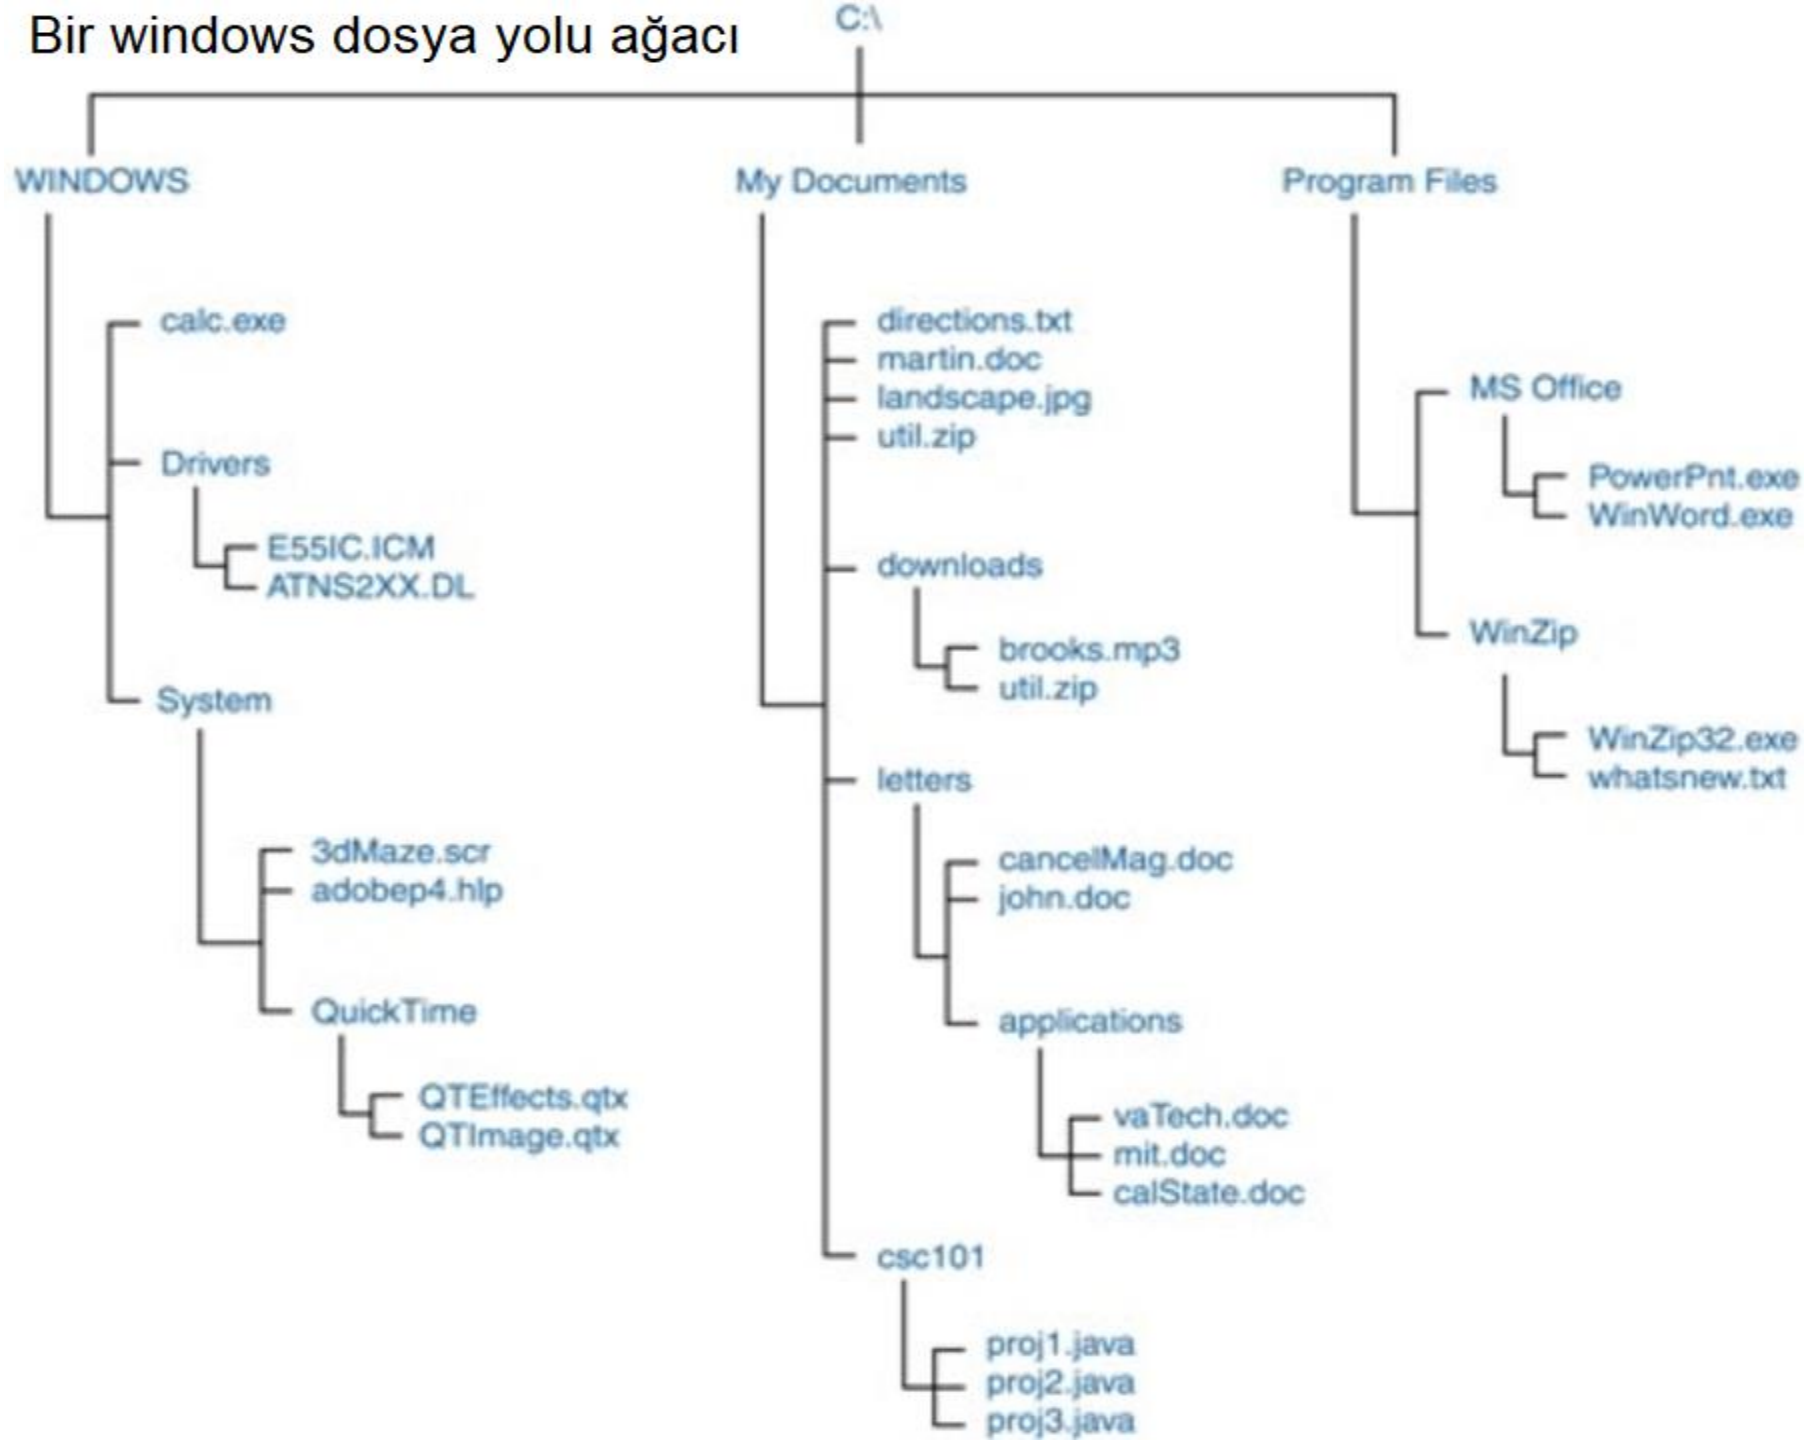 Bir windows dosya yolu ağacı
C:\
WINDOWS
calc.exe
Drivers
E55IC.ICM
ATNS2XX.DL
System
3dMaze.scr
adobep4.hlp
QuickTime
QTEffects.qtx
QTImage.qtx
My Documents
directions.txt
martin.doc
landscape.jpg
util.zip
downloads
brooks.mp3
util.zip
letters
cancelMag.doc
john.doc
applications
vaTech.doc
mit.doc
calState.doc
csc101
proj1.java
proj2.java
proj3.java
Program Files
MS Office
PowerPnt.exe
WinWord.exe
WinZip
WinZip32.exe
whatsnew.txt